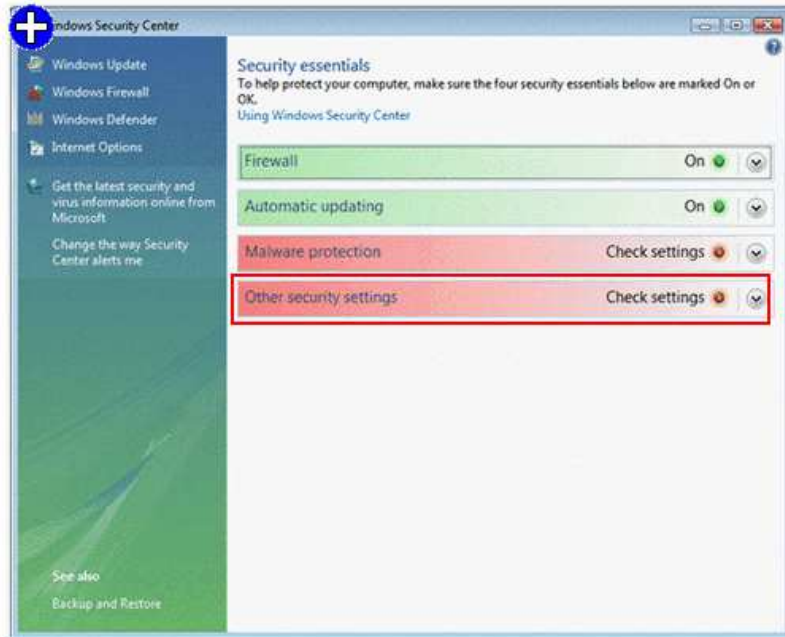 ndows Security Center
Windows Update
Windows Firewall
Windows Defender
Internet Options
Get the latest security and
virus information online from
Microsoft
Change the way Security
Center alerts me
See also
Backup and Restore
Security essentials
To help protect your computer, make sure the four security essentials below are marked On or
OK.
Using Windows Security Center
Firewall On
Automatic updating On
Malware protection Check settings
Other security settings Check settings